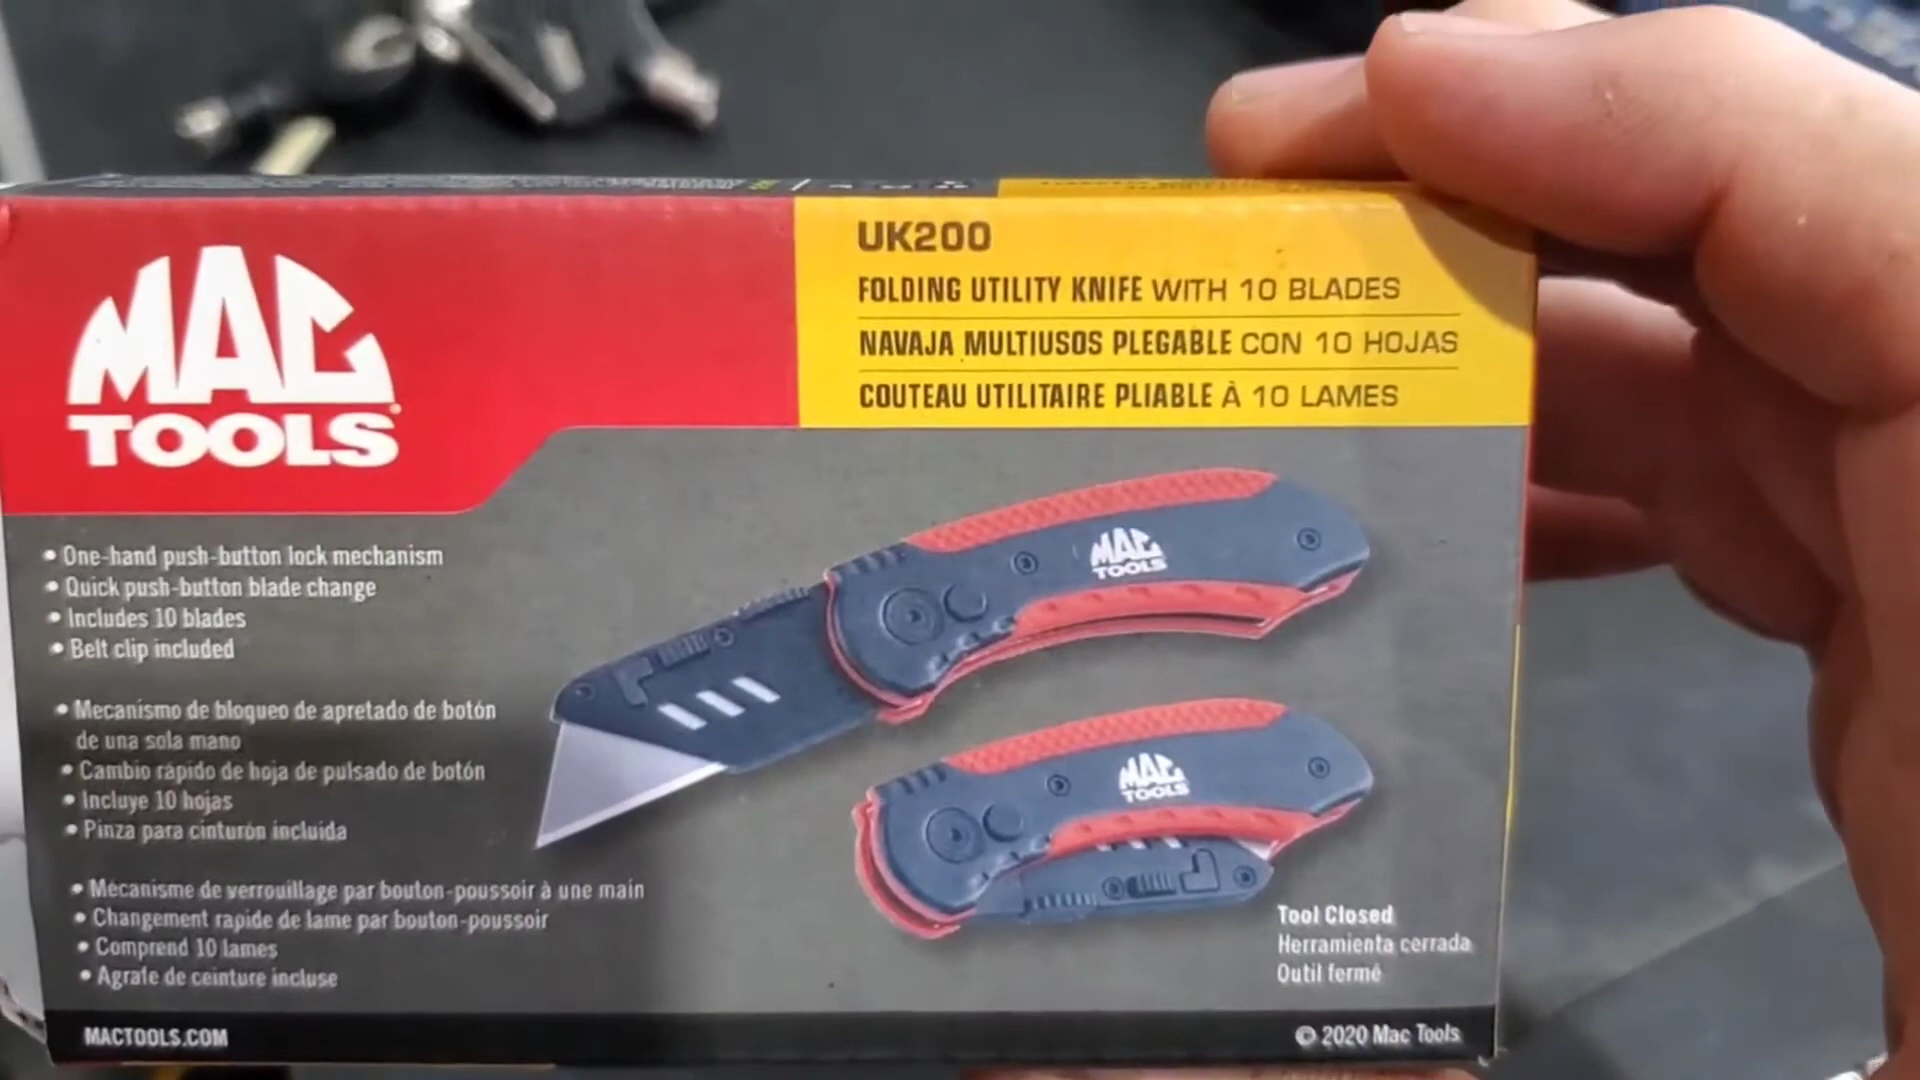 MAC
TOOLS
UK200
FOLDING UTILITY KNIFE WITH 10 BLADES
NAVAJA MULTIUSOS PLEGABLE CON 10 HOJAS
COUTEAU UTILITAIRE PLIABLE À 10 LAMES
• One-hand push-button lock mechanism
• Quick push-button blade change
• Includes 10 blades
• Belt clip included
• Mecanismo de bloqueo de apretado de botón
de una sola mano
• Cambio rápido de hoja de pulsado de botón
• Incluye 10 hojas
• Pinza para cinturón incluida
• Mécanisme de verrouillage par bouton-poussoir à une main
• Changement rapide de lame par bouton-poussoir
• Comprend 10 lames
• Agrafe de ceinture incluse
MAC
TOOLS
MAC
TOOLS
Tool Closed
Herramienta cerrada
Outil fermé
MACTOOLS.COM
© 2020 Mac Tools